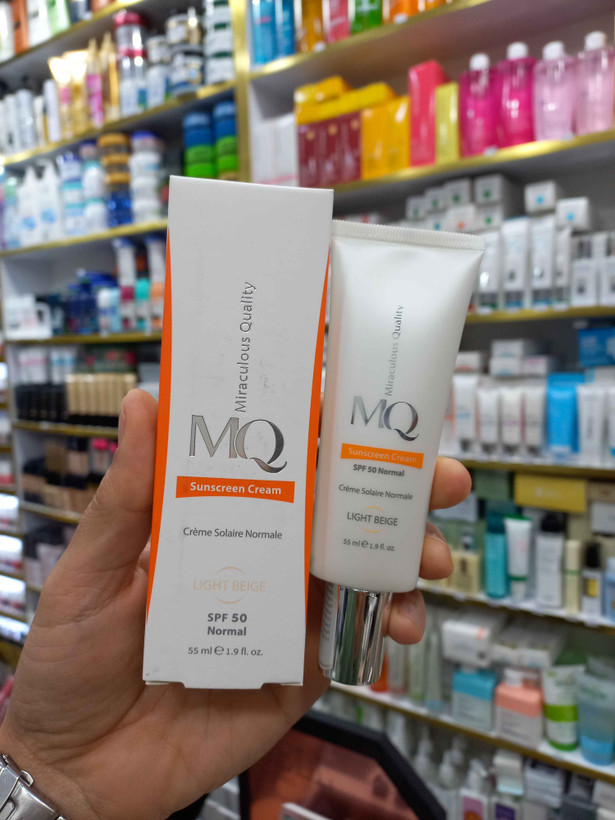 Miraculous Quality
MQ
Sunscreen Cream
Crème Solaire Normale
LIGHT BEIGE
SPF 50
Normal
55 ml ℮ 1.9 fl. oz.
Miraculous Quality
MQ
Sunscreen Cream
SPF 50 Normal
Crème Solaire Normale
LIGHT BEIGE
55 ml ℮ 1.9 fl. oz.